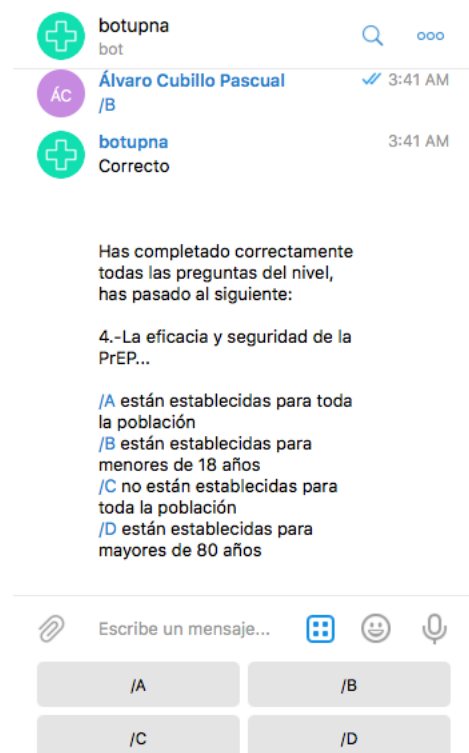 botupna
bot
Álvaro Cubillo Pascual 3:41 AM
ÁC
/B
botupna 3:41 AM
Correcto
Has completado correctamente
todas las preguntas del nivel,
has pasado al siguiente:
4.-La eficacia y seguridad de la
PrEP...
/A están establecidas para toda
la población
/B están establecidas para
menores de 18 años
/C no están establecidas para
toda la población
/D están establecidas para
mayores de 80 años
Escribe un mensaje...
/A /B
/C /D